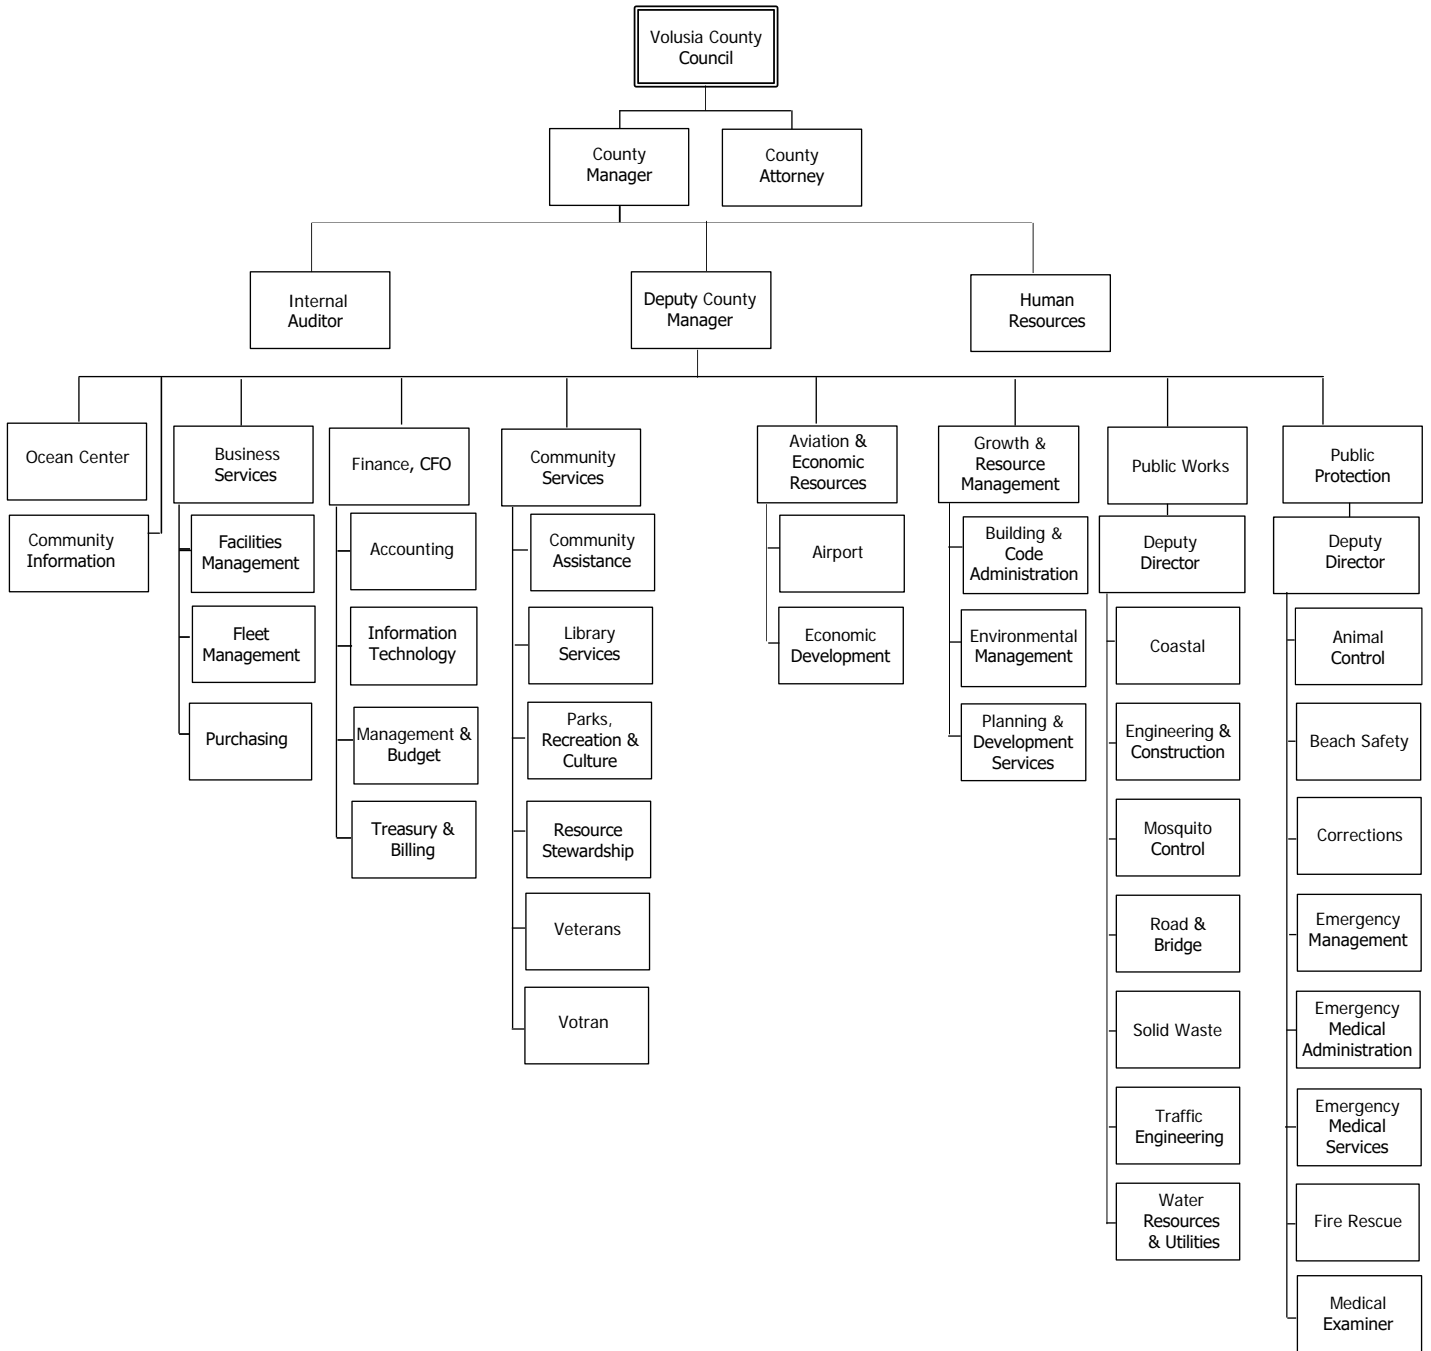 Volusia County
Council
County
Manager
County
Attorney
Internal
Auditor
Deputy County
Manager
Human
Resources
Ocean Center
Community
Information
Business
Services
Facilities
Management
Fleet
Management
Purchasing
Finance, CFO
Accounting
Information
Technology
Management &
Budget
Treasury &
Billing
Community
Services
Community
Assistance
Library
Services
Parks,
Recreation &
Culture
Resource
Stewardship
Veterans
Votran
Aviation &
Economic
Resources
Airport
Economic
Development
Growth &
Resource
Management
Building &
Code
Administration
Environmental
Management
Planning &
Development
Services
Public Works
Deputy
Director
Coastal
Engineering &
Construction
Mosquito
Control
Road &
Bridge
Solid Waste
Traffic
Engineering
Water
Resources
& Utilities
Public
Protection
Deputy
Director
Animal
Control
Beach Safety
Corrections
Emergency
Management
Emergency
Medical
Administration
Emergency
Medical
Services
Fire Rescue
Medical
Examiner